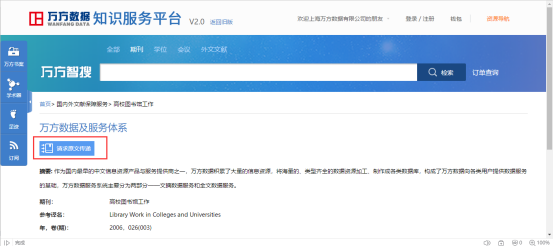 万方数据
WANFANG DATA
知识服务平台 V2.0 返回旧版
欢迎上海万方数据有限公司的朋友 登录 / 注册 钱包 资源导航
全部 期刊 学位 会议 外文文献
万方智搜 检索 订单查询
万方书案
学术圈
足迹
订阅
首页> 国内外文献保障服务> 高校图书馆工作
万方数据及服务体系
请求原文传递
摘要: 作为国内最早的中文信息资源产品与服务提供商之一，万方数据积累了大量的信息资源，将海量的、类型齐全的数据资源加工、制作成各类数据库，构成了万方数据向各类用户提供数据服务
的基础，万方数据服务系统主要分为两部分——文摘数据服务和全文数据服务。
期刊: 高校图书馆工作
参考译名: Library Work in Colleges and Universities
年，卷(期): 2006, 026(003)
完成 0 100%